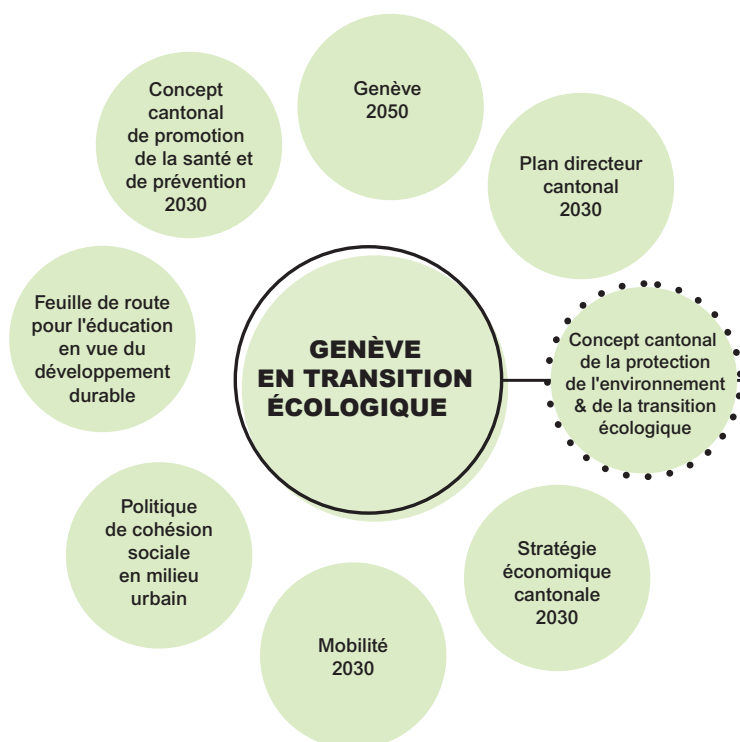 Genève
2050
Plan directeur
cantonal
2030
Concept cantonal
de la protection
de l'environnement
& de la transition
écologique
Stratégie
économique
cantonale
2030
Mobilité
2030
Politique
de cohésion
sociale
en milieu
urbain
Feuille de route
pour l'éducation
en vue du
développement
durable
Concept
cantonal
de promotion
de la santé et
de prévention
2030
GENÈVE
EN TRANSITION
ÉCOLOGIQUE